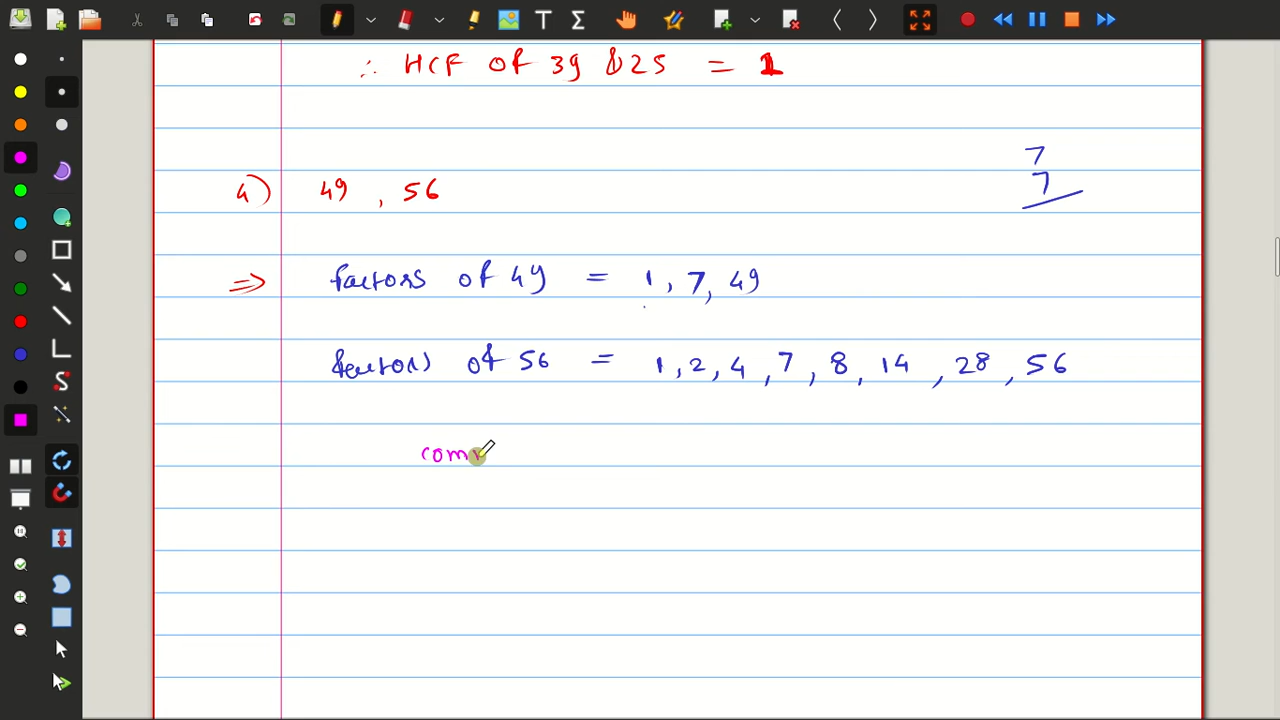 ∴ HCF of 39 & 25 = 1
7
7
4) 49 , 56
⇒ factors of 49 = 1, 7, 49
factors of 56 = 1, 2, 4, 7, 8, 14, 28, 56
comm